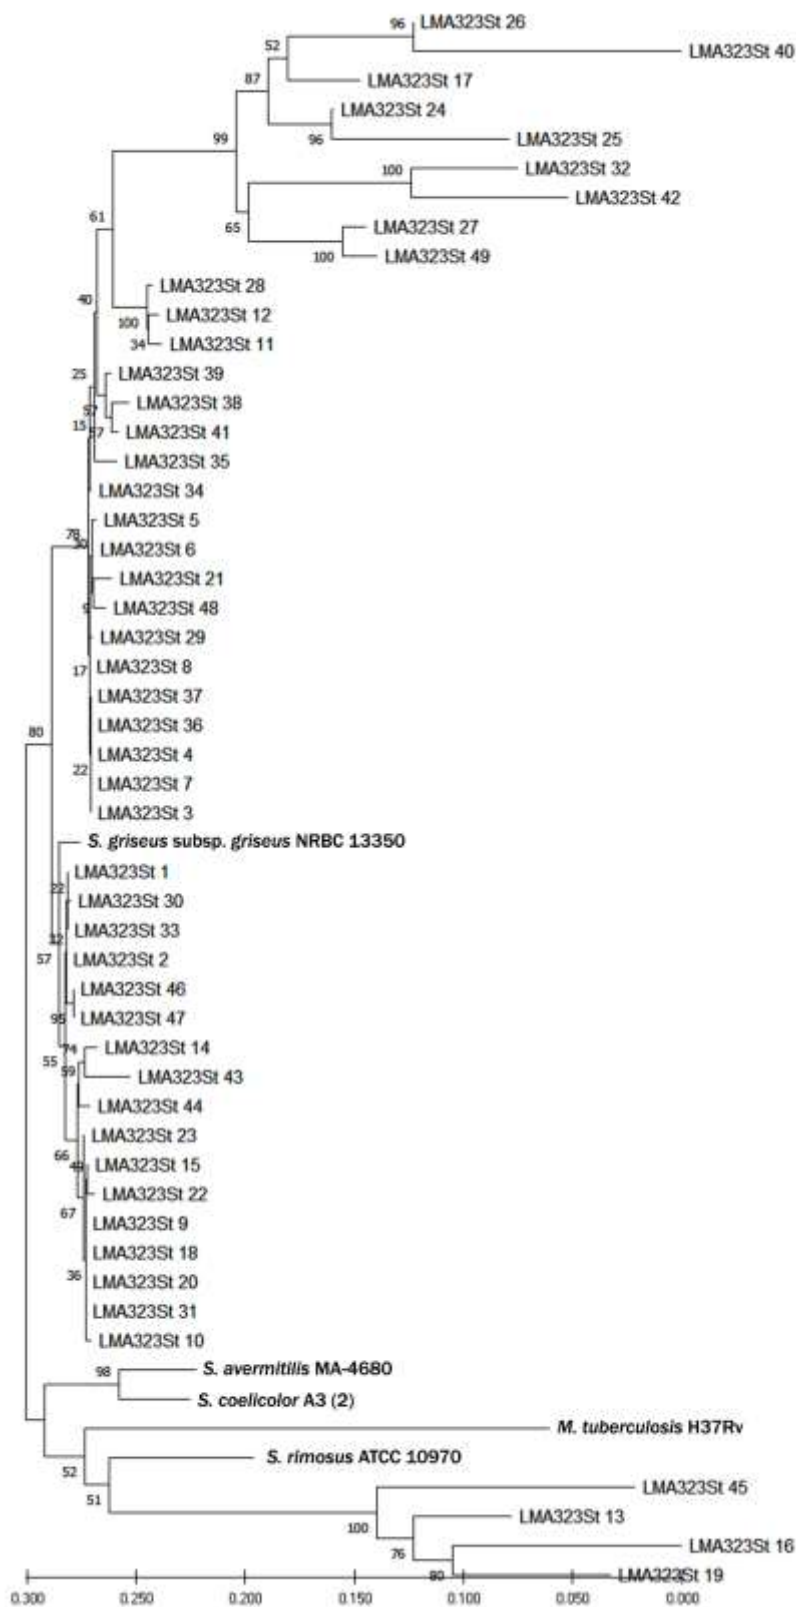 96 LMA323St 26
52
LMA323St 40
87
LMA323St 17
LMA323St 24
99
96 LMA323St 25
100 LMA323St 32
LMA323St 42
61
65 LMA323St 27
100 LMA323St 49
LMA323St 28
40
100 LMA323St 12
34 LMA323St 11
25 LMA323St 39
57 LMA323St 38
15 57 LMA323St 41
LMA323St 35
LMA323St 34
LMA323St 5
78
LMA323St 6
LMA323St 21
9 LMA323St 48
LMA323St 29
17 LMA323St 8
LMA323St 37
LMA323St 36
80
LMA323St 4
22 LMA323St 7
LMA323St 3
S. griseus subsp. griseus NRBC 13350
LMA323St 1
22
LMA323St 30
LMA323St 33
57 LMA323St 2
LMA323St 46
95 LMA323St 47
74 LMA323St 14
55 59 LMA323St 43
LMA323St 44
LMA323St 23
66 LMA323St 15
LMA323St 22
67 LMA323St 9
LMA323St 18
36 LMA323St 20
LMA323St 31
LMA323St 10
98 S. avermitilis MA-4680
S. coelicolor A3 (2)
M. tuberculosis H37Rv
52 S. rimosus ATCC 10970
51 LMA323St 45
100 LMA323St 13
76 LMA323St 16
80 LMA323St 19
0.300 0.250 0.200 0.150 0.100 0.050 0.000